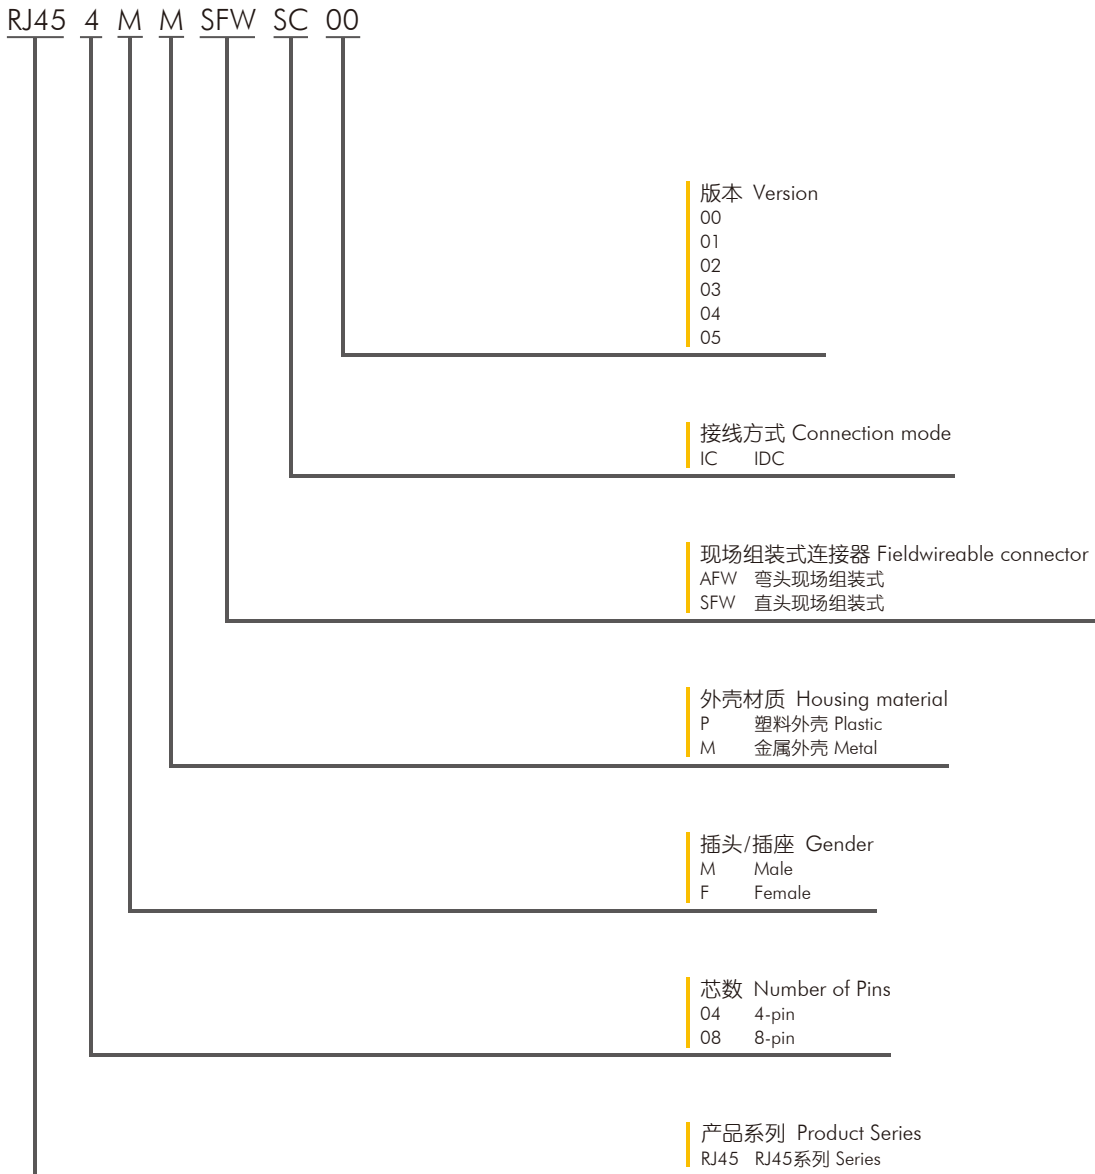 RJ45 4 M M SFW SC 00
版本 Version
00
01
02
03
04
05
接线方式 Connection mode
IC IDC
现场组装式连接器 Fieldwireable connector
AFW 弯头现场组装式
SFW 直头现场组装式
外壳材质 Housing material
P 塑料外壳 Plastic
M 金属外壳 Metal
插头/插座 Gender
M Male
F Female
芯数 Number of Pins
04 4-pin
08 8-pin
产品系列 Product Series
RJ45 RJ45系列 Series